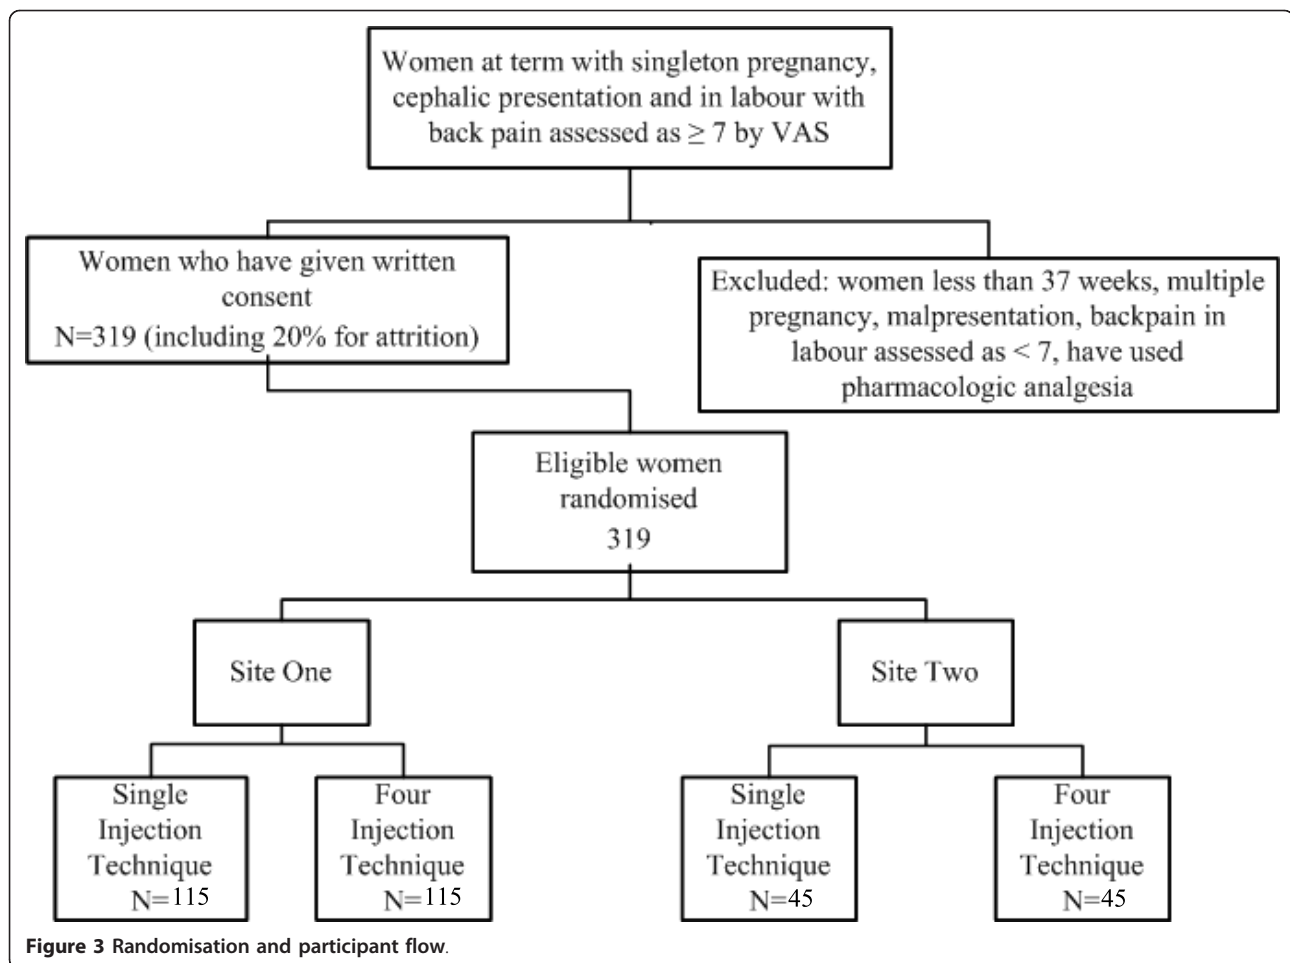 Women at term with singleton pregnancy,
cephalic presentation and in labour with
back pain assessed as ≥ 7 by VAS
Women who have given written
consent
N=319 (including 20% for attrition)
Excluded: women less than 37 weeks, multiple
pregnancy, malpresentation, backpain in
labour assessed as < 7, have used
pharmacologic analgesia
Eligible women
randomised
319
Site One
Site Two
Single
Injection
Technique
N=115
Four
Injection
Technique
N=115
Single
Injection
Technique
N=45
Four
Injection
Technique
N=45
Figure 3 Randomisation and participant flow.